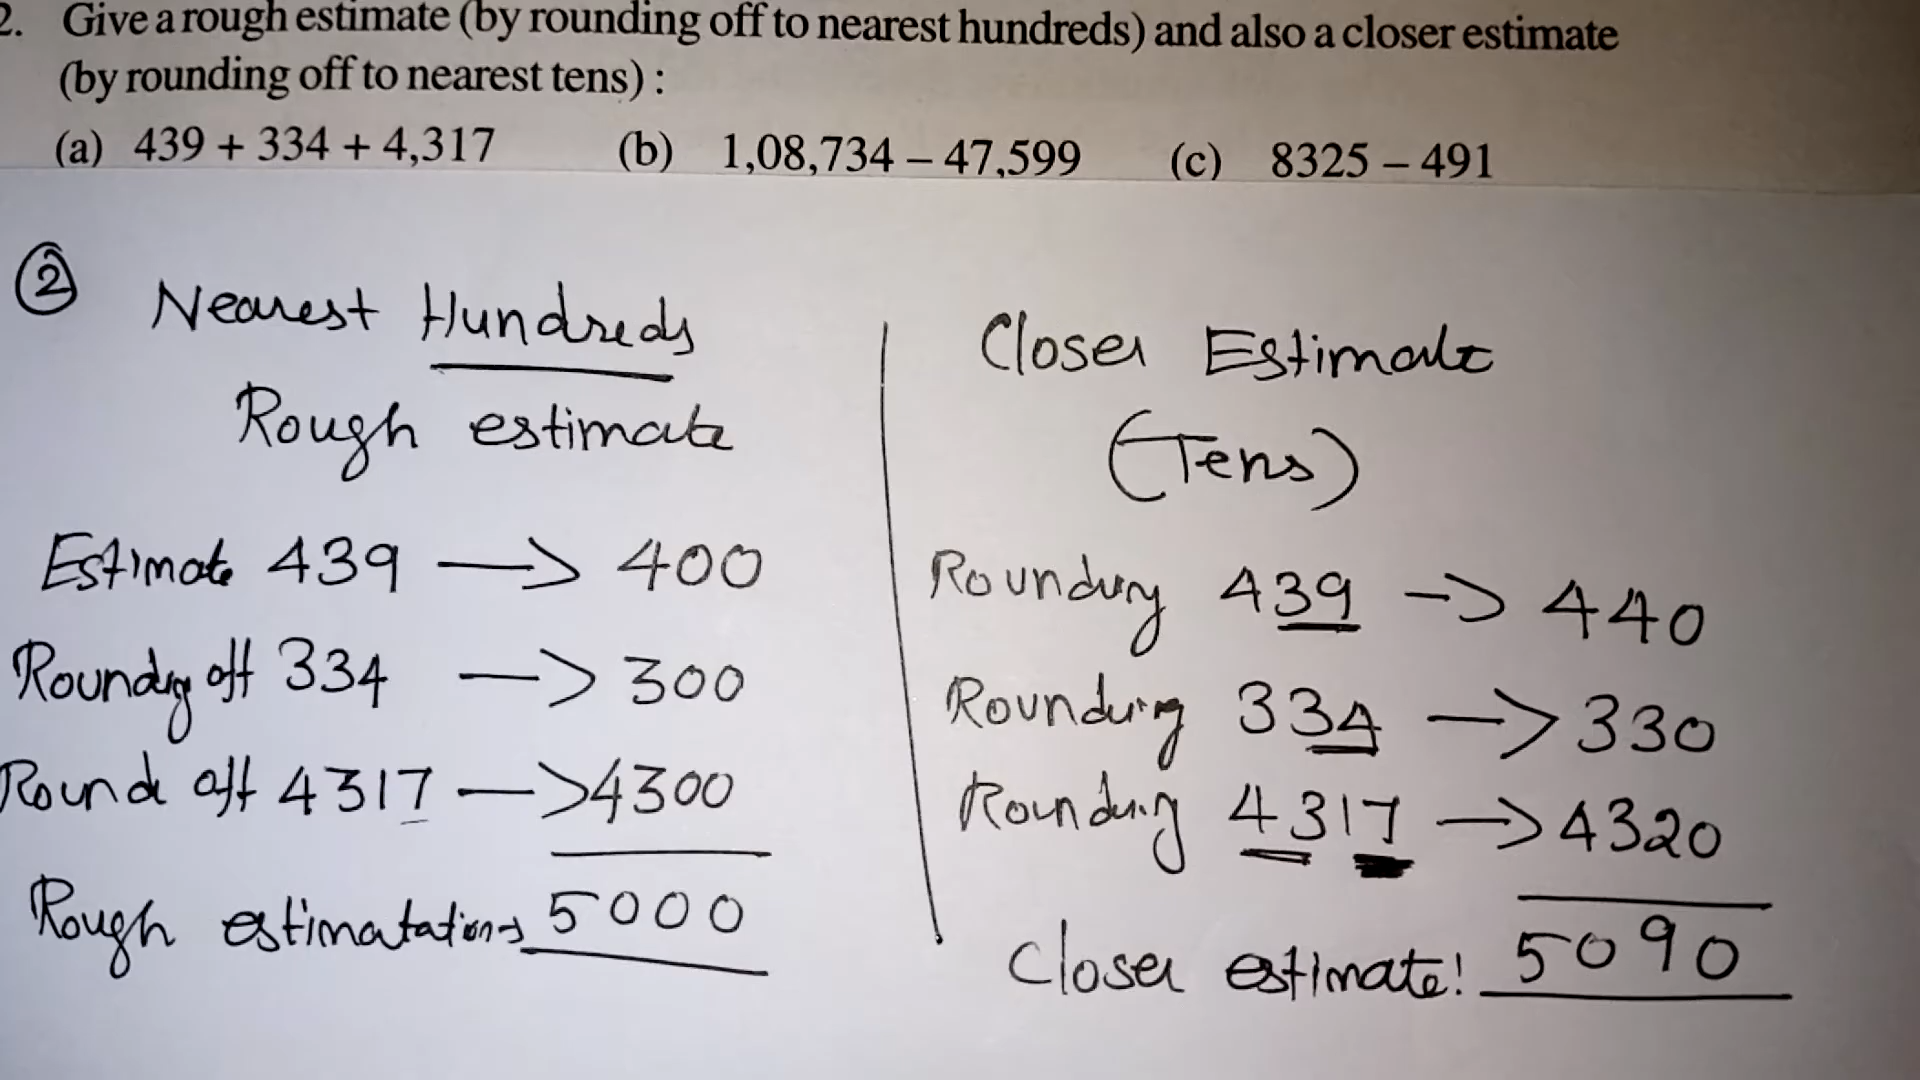 2. Give a rough estimate (by rounding off to nearest hundreds) and also a closer estimate
(by rounding off to nearest tens) :
(a) 439 + 334 + 4,317 (b) 1,08,734 – 47,599 (c) 8325 – 491
② Nearest Hundreds
Rough estimate
Estimate 439 —> 400
Rounding off 334 —> 300
Round off 4317 —> 4300
Rough estimatation → 5000
Closer Estimate
(Tens)
Rounding 439 -> 440
Rounding 334 —> 330
Rounding 4317 —> 4320
Closer estimate! 5090